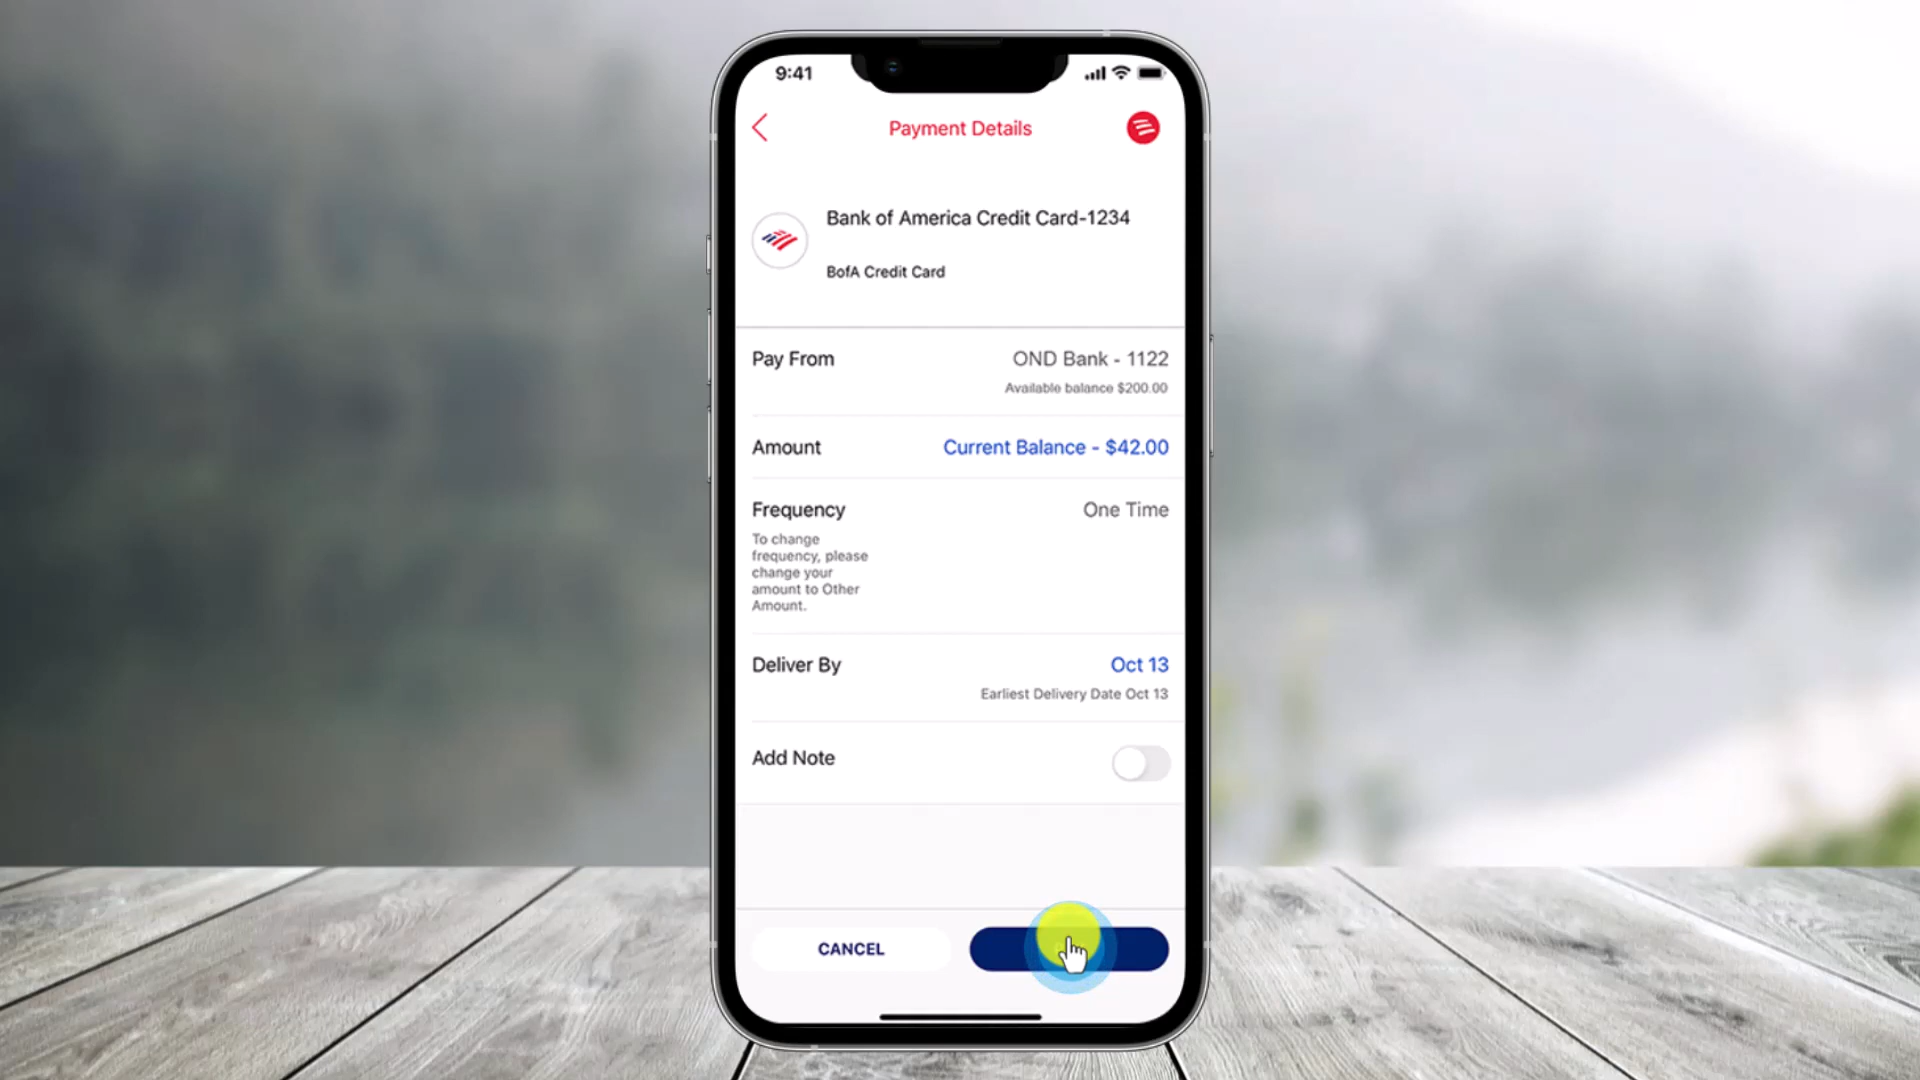 9:41
Payment Details
Bank of America Credit Card-1234
BofA Credit Card
Pay From
OND Bank - 1122
Available balance $200.00
Amount
Current Balance - $42.00
Frequency
One Time
To change
frequency, please
change your
amount to Other
Amount.
Deliver By
Oct 13
Earliest Delivery Date Oct 13
Add Note
CANCEL